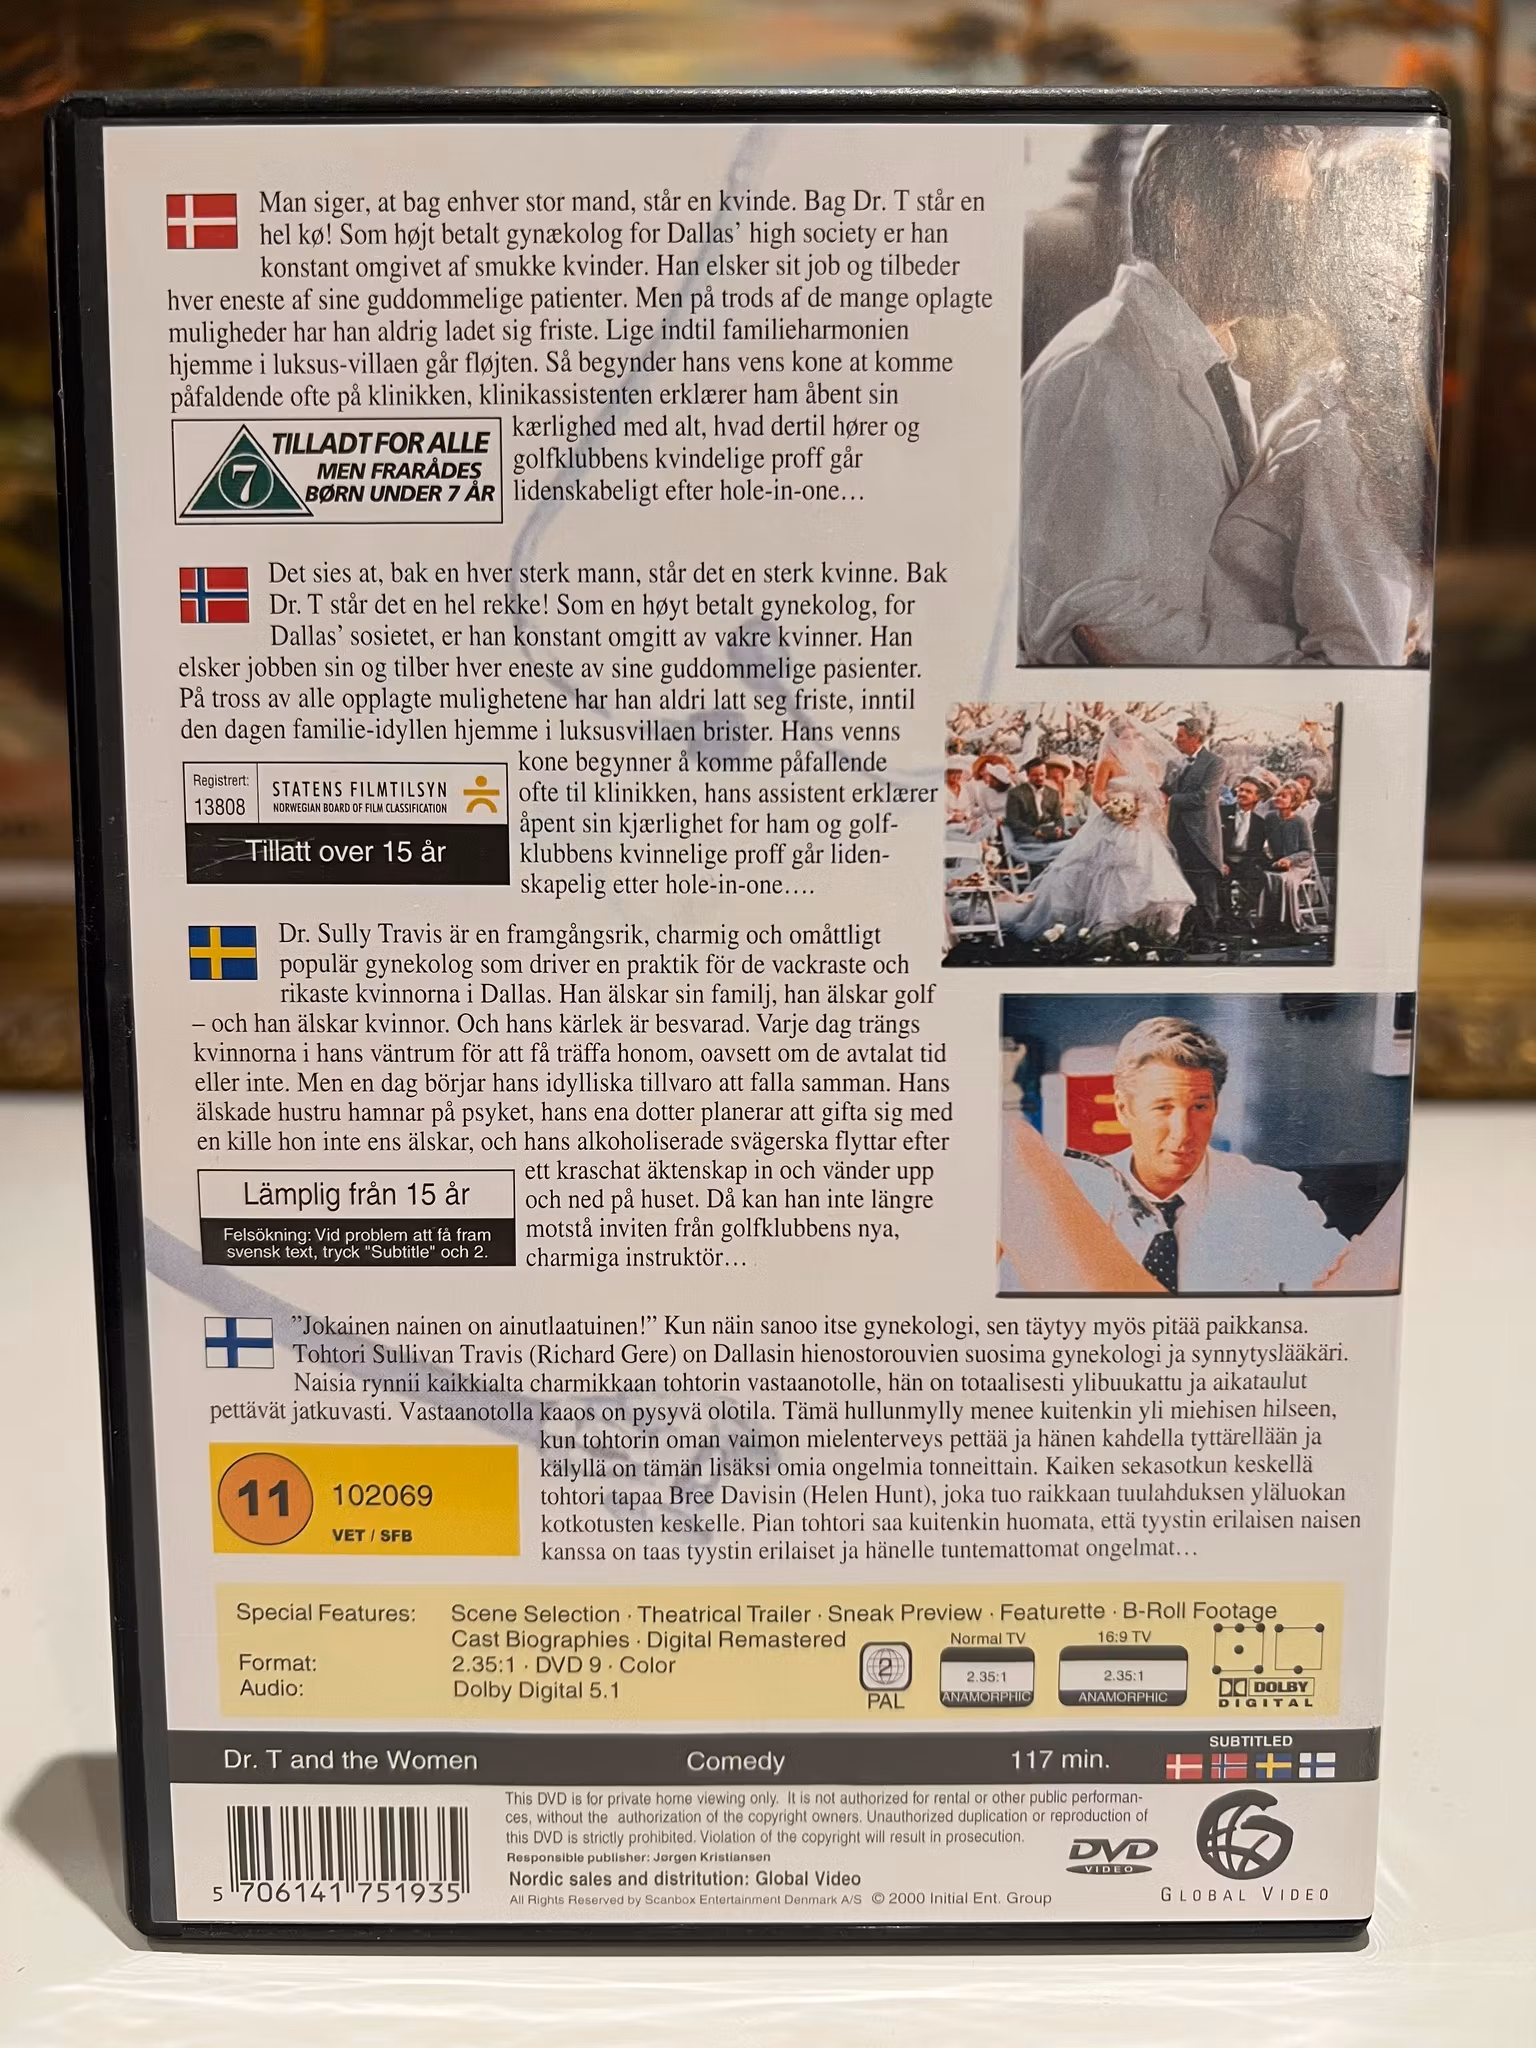 Man siger, at bag enhver stor mand, står en kvinde. Bag Dr. T står en
hel kø! Som højt betalt gynækolog for Dallas' high society er han
konstant omgivet af smukke kvinder. Han elsker sit job og tilbeder
hver eneste af sine guddommelige patienter. Men på trods af de mange oplagte
muligheder har han aldrig ladet sig friste. Lige indtil familieharmonien
hjemme i luksus-villaen går fløjten. Så begynder hans vens kone at komme
påfaldende ofte på klinikken, klinikassistenten erklærer ham åbent sin
kærlighed med alt, hvad dertil hører og
golfklubbens kvindelige proff går
lidenskabeligt efter hole-in-one…
7
TILLADT FOR ALLE
MEN FRARÅDES
BØRN UNDER 7 ÅR
Det sies at, bak en hver sterk mann, står det en sterk kvinne. Bak
Dr. T står det en hel rekke! Som en høyt betalt gynekolog, for
Dallas' sosietet, er han konstant omgitt av vakre kvinner. Han
elsker jobben sin og tilber hver eneste av sine guddommelige pasienter.
På tross av alle opplagte mulighetene har han aldri latt seg friste, inntil
den dagen familie-idyllen hjemme i luksusvillaen brister. Hans venns
kone begynner å komme påfallende
ofte til klinikken, hans assistent erklærer
åpent sin kjærlighet for ham og golf-
klubbens kvinnelige proff går liden-
skapelig etter hole-in-one….
Registrert:
13808
STATENS FILMTILSYN
NORWEGIAN BOARD OF FILM CLASSIFICATION
Tillatt over 15 år
Dr. Sully Travis är en framgångsrik, charmig och omåttligt
populär gynekolog som driver en praktik för de vackraste och
rikaste kvinnorna i Dallas. Han älskar sin familj, han älskar golf
– och han älskar kvinnor. Och hans kärlek är besvarad. Varje dag trängs
kvinnorna i hans väntrum för att få träffa honom, oavsett om de avtalat tid
eller inte. Men en dag börjar hans idylliska tillvaro att falla samman. Hans
älskade hustru hamnar på psyket, hans ena dotter planerar att gifta sig med
en kille hon inte ens älskar, och hans alkoholiserade svägerska flyttar efter
ett kraschat äktenskap in och vänder upp
och ned på huset. Då kan han inte längre
motstå inviten från golfklubbens nya,
charmiga instruktör…
Lämplig från 15 år
Felsökning: Vid problem att få fram
svensk text, tryck "Subtitle" och 2.
"Jokainen nainen on ainutlaatuinen!" Kun näin sanoo itse gynekologi, sen täytyy myös pitää paikkansa.
Tohtori Sullivan Travis (Richard Gere) on Dallasin hienostorouvien suosima gynekologi ja synnytyslääkäri.
Naisia rynnii kaikkialta charmikkaan tohtorin vastaanotolle, hän on totaalisesti ylibuukattu ja aikataulut
pettävät jatkuvasti. Vastaanotolla kaaos on pysyvä olotila. Tämä hullunmylly menee kuitenkin yli miehisen hilseen,
kun tohtorin oman vaimon mielenterveys pettää ja hänen kahdella tyttärellään ja
kälyllä on tämän lisäksi omia ongelmia tonneittain. Kaiken sekasotkun keskellä
tohtori tapaa Bree Davisin (Helen Hunt), joka tuo raikkaan tuulahduksen yläluokan
kotkotusten keskelle. Pian tohtori saa kuitenkin huomata, että tyystin erilaisen naisen
kanssa on taas tyystin erilaiset ja hänelle tuntemattomat ongelmat…
11
102069
VET / SFB
Special Features: Scene Selection · Theatrical Trailer · Sneak Preview · Featurette · B-Roll Footage
Cast Biographies · Digital Remastered
Format: 2.35:1 · DVD 9 · Color
Audio: Dolby Digital 5.1
2
PAL
Normal TV
2.35:1
ANAMORPHIC
16:9 TV
2.35:1
ANAMORPHIC
DOLBY
DIGITAL
Dr. T and the Women Comedy 117 min.
SUBTITLED
This DVD is for private home viewing only. It is not authorized for rental or other public performan-
ces, without the authorization of the copyright owners. Unauthorized duplication or reproduction of
this DVD is strictly prohibited. Violation of the copyright will result in prosecution.
Responsible publisher: Jørgen Kristiansen
Nordic sales and distrition: Global Video
All Rights Reserved by Scanbox Entertainment Denmark A/S © 2000 Initial Ent. Group
5 706141 751935
DVD
VIDEO
GLOBAL VIDEO